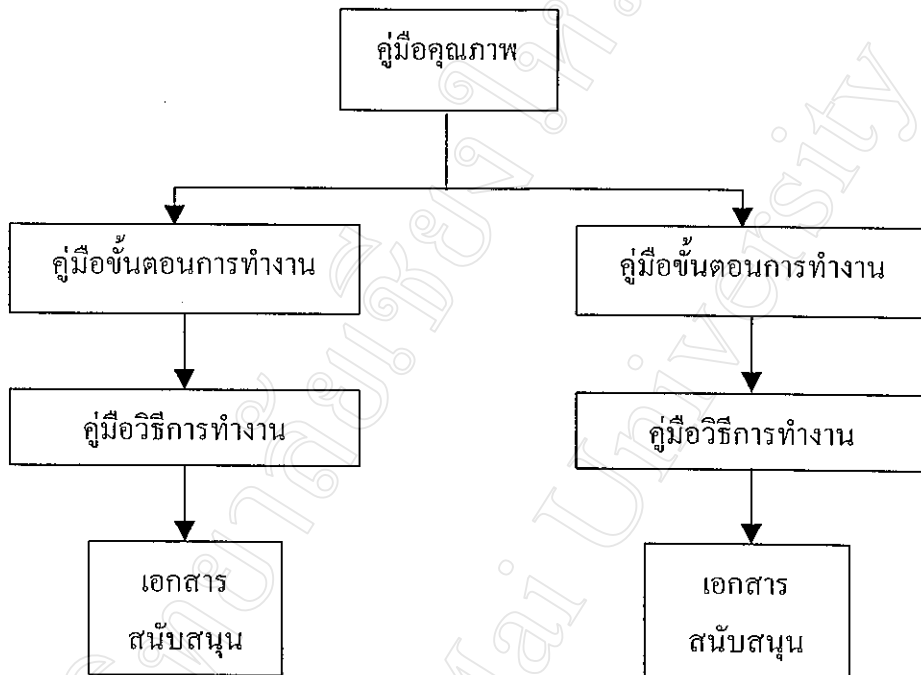 คู่มือคุณภาพ
คู่มือขั้นตอนการทำงาน
คู่มือขั้นตอนการทำงาน
คู่มือวิธีการทำงาน
คู่มือวิธีการทำงาน
เอกสาร
สนับสนุน
เอกสาร
สนับสนุน
Mai University